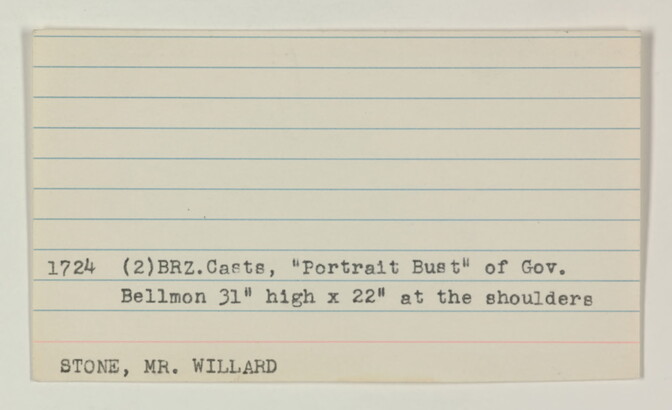 1724 (2)BRZ.Casts, "Portrait Bust" of Gov.
Bellmon 31" high x 22" at the shoulders
STONE, MR. WILLARD